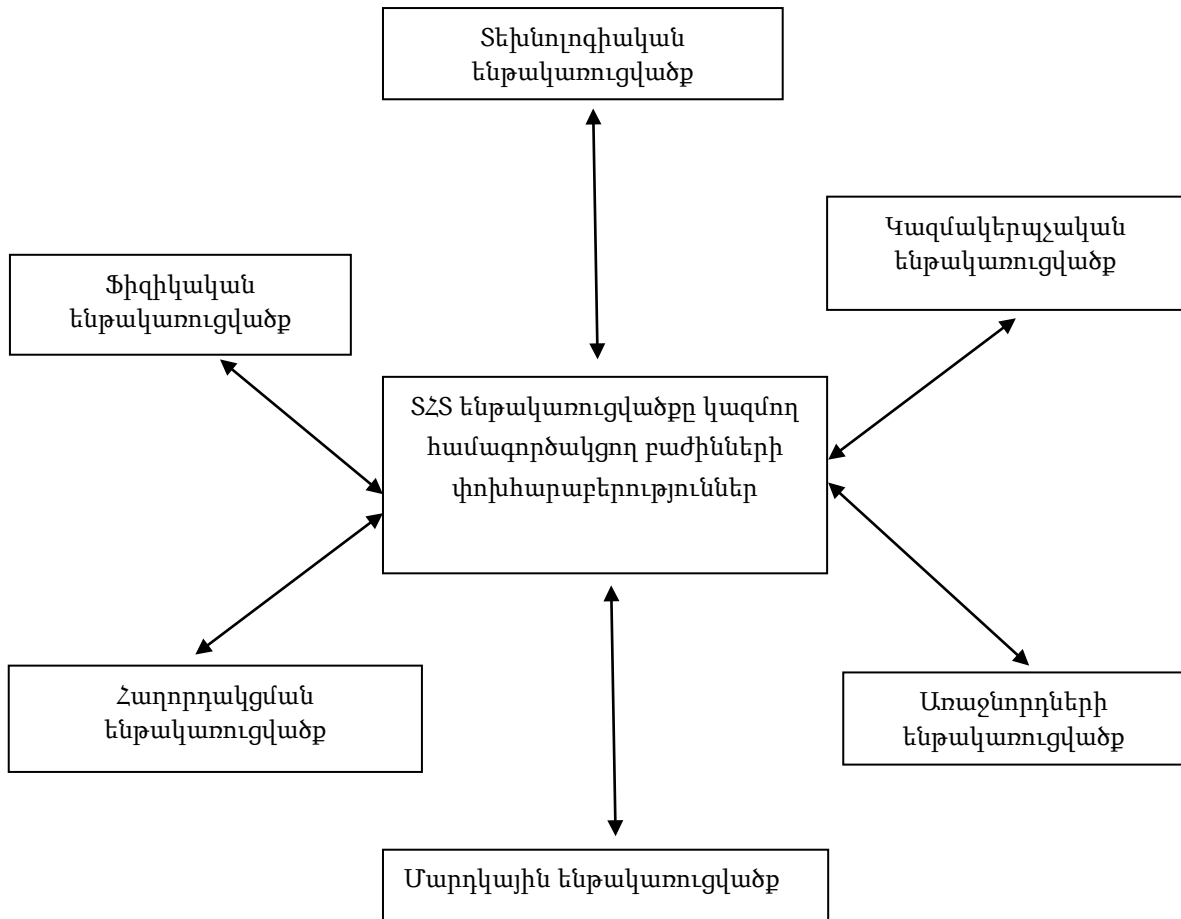 Տեխնոլոգիական
ենթակառուցվածք
Կազմակերպչական
ենթակառուցվածք
Ֆիզիկական
ենթակառուցվածք
ՏՀՏ ենթակառուցվածքը կազմող
համագործակցող բաժինների
փոխհարաբերություններ
Հաղորդակցման
ենթակառուցվածք
Առաջնորդների
ենթակառուցվածք
Մարդկային ենթակառուցվածք